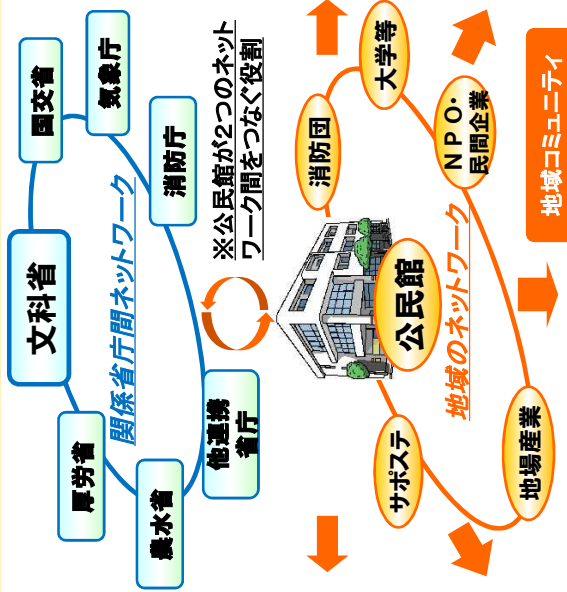 文科省
国交省
気象庁
消防庁
厚労省
農水省
他連携
省庁
関係省庁間ネットワーク
※公民館が2つのネット
ワーク間をつなぐ役割
消防団
大学等
NPO・
民間企業
公民館
サポステ
地場産業
地域のネットワーク
地域コミュニティ